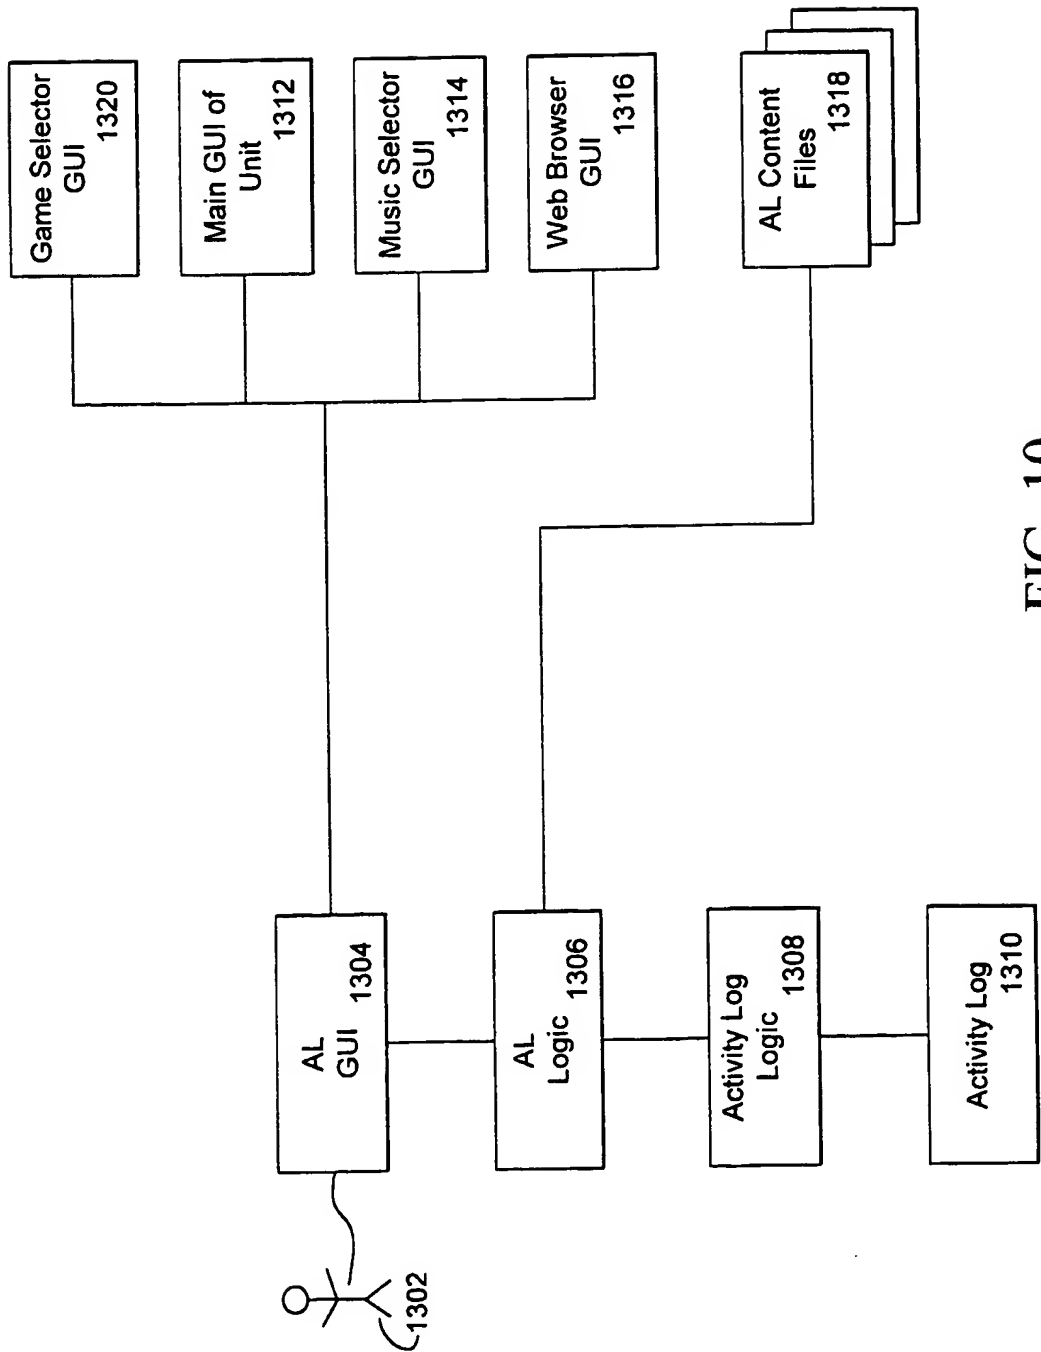 Game Selector
GUI
1320
Main GUI of
Unit
1312
Music Selector
GUI
1314
Web Browser
GUI
1316
AL Content
Files
1318
AL
GUI
1304
AL
Logic
1306
Activity Log
Logic
1308
Activity Log
1310
1302
FIG. 10